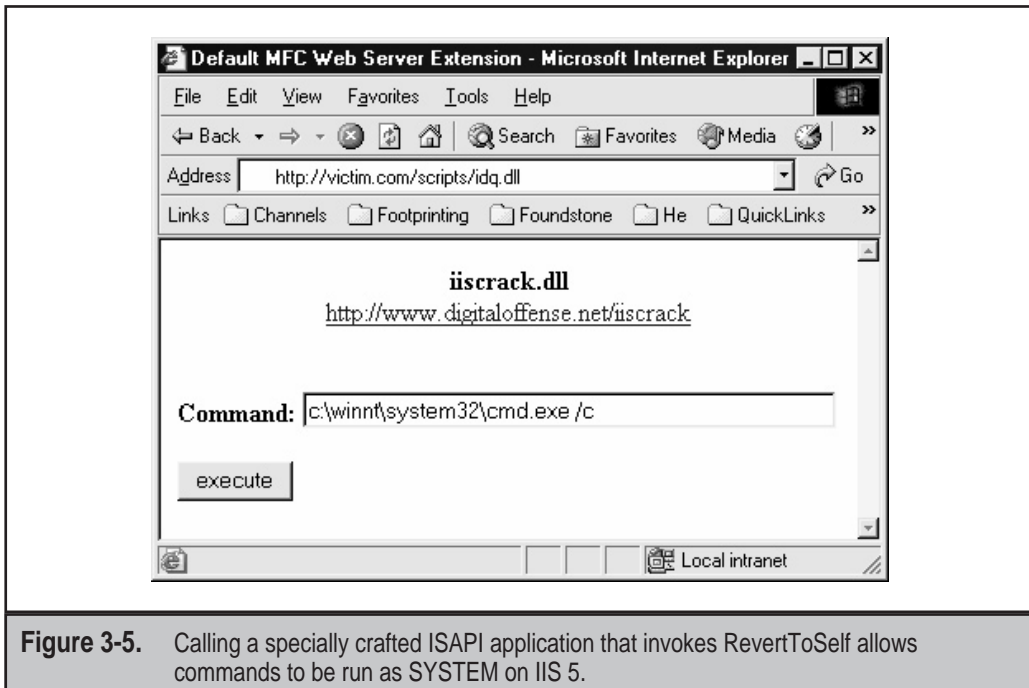 Default MFC Web Server Extension - Microsoft Internet Explorer
File Edit View Favorites Tools Help
Back Search Favorites Media »
Address http://victim.com/scripts/idq.dll Go
Links Channels Footprinting Foundstone He QuickLinks »
iiscrack.dll
http://www.digitaloffense.net/iiscrack
Command: c:\winnt\system32\cmd.exe /c
execute
Local intranet
Figure 3-5. Calling a specially crafted ISAPI application that invokes RevertToSelf allows
commands to be run as SYSTEM on IIS 5.